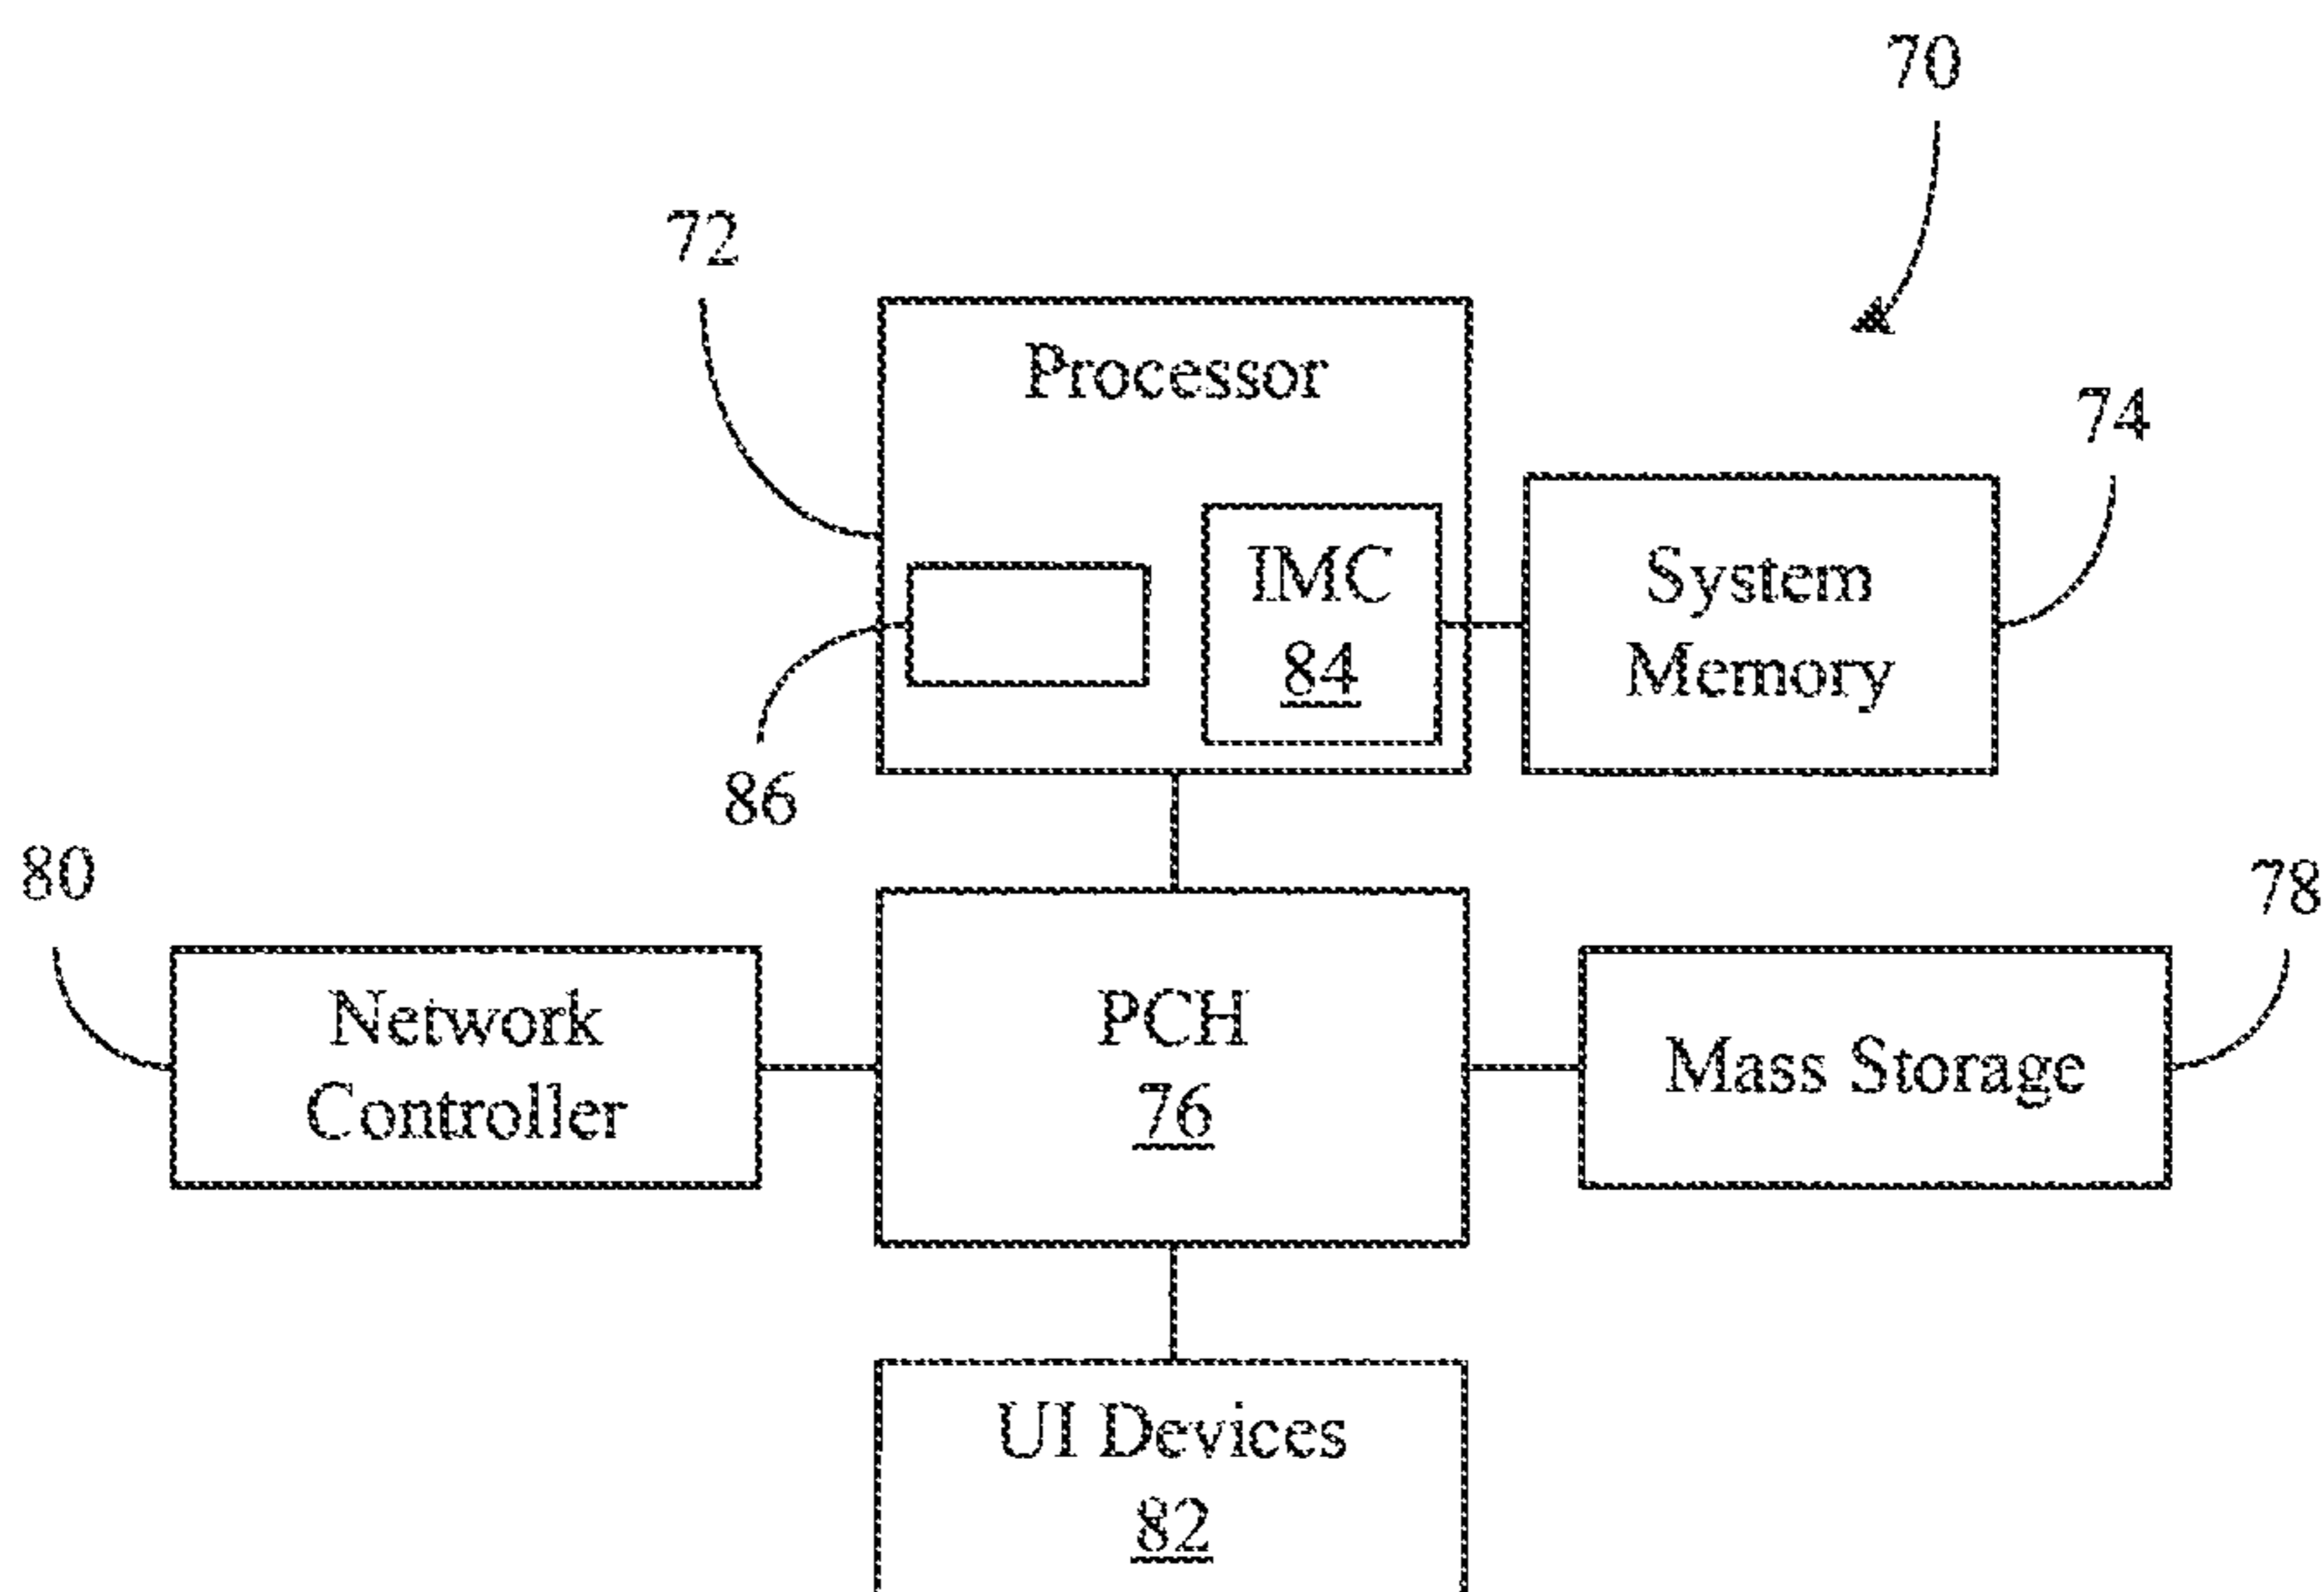 70
72
Processor
74
IMC
84
System
Memory
86
80
78
Network
Controller
PCH
76
Mass Storage
UI Devices
82